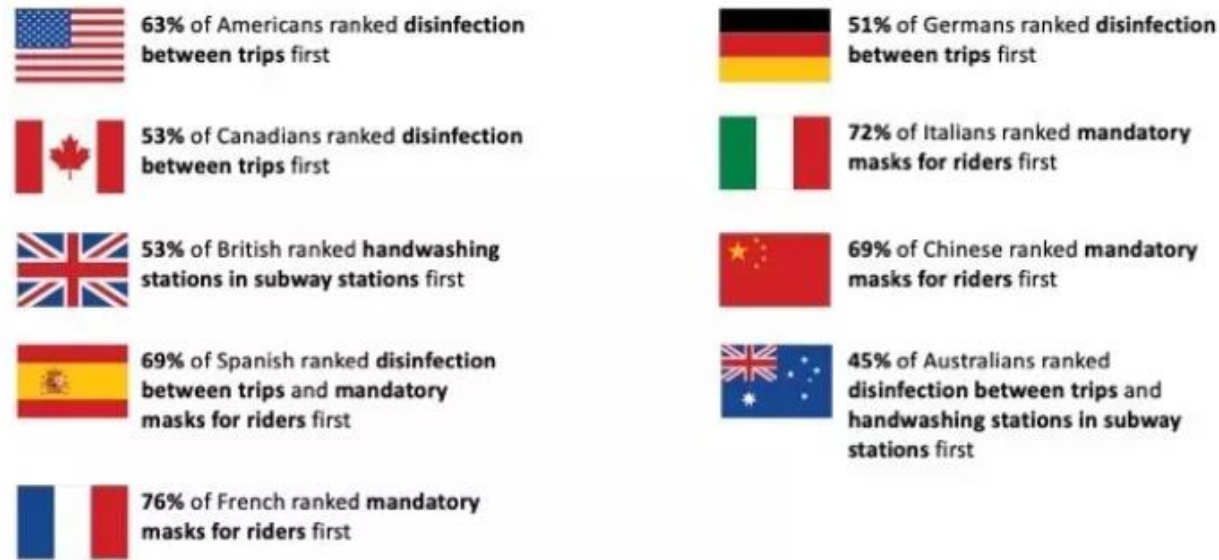 63% of Americans ranked disinfection
between trips first
53% of Canadians ranked disinfection
between trips first
53% of British ranked handwashing
stations in subway stations first
69% of Spanish ranked disinfection
between trips and mandatory
masks for riders first
76% of French ranked mandatory
masks for riders first
51% of Germans ranked disinfection
between trips first
72% of Italians ranked mandatory
masks for riders first
69% of Chinese ranked mandatory
masks for riders first
45% of Australians ranked
disinfection between trips and
handwashing stations in subway
stations first